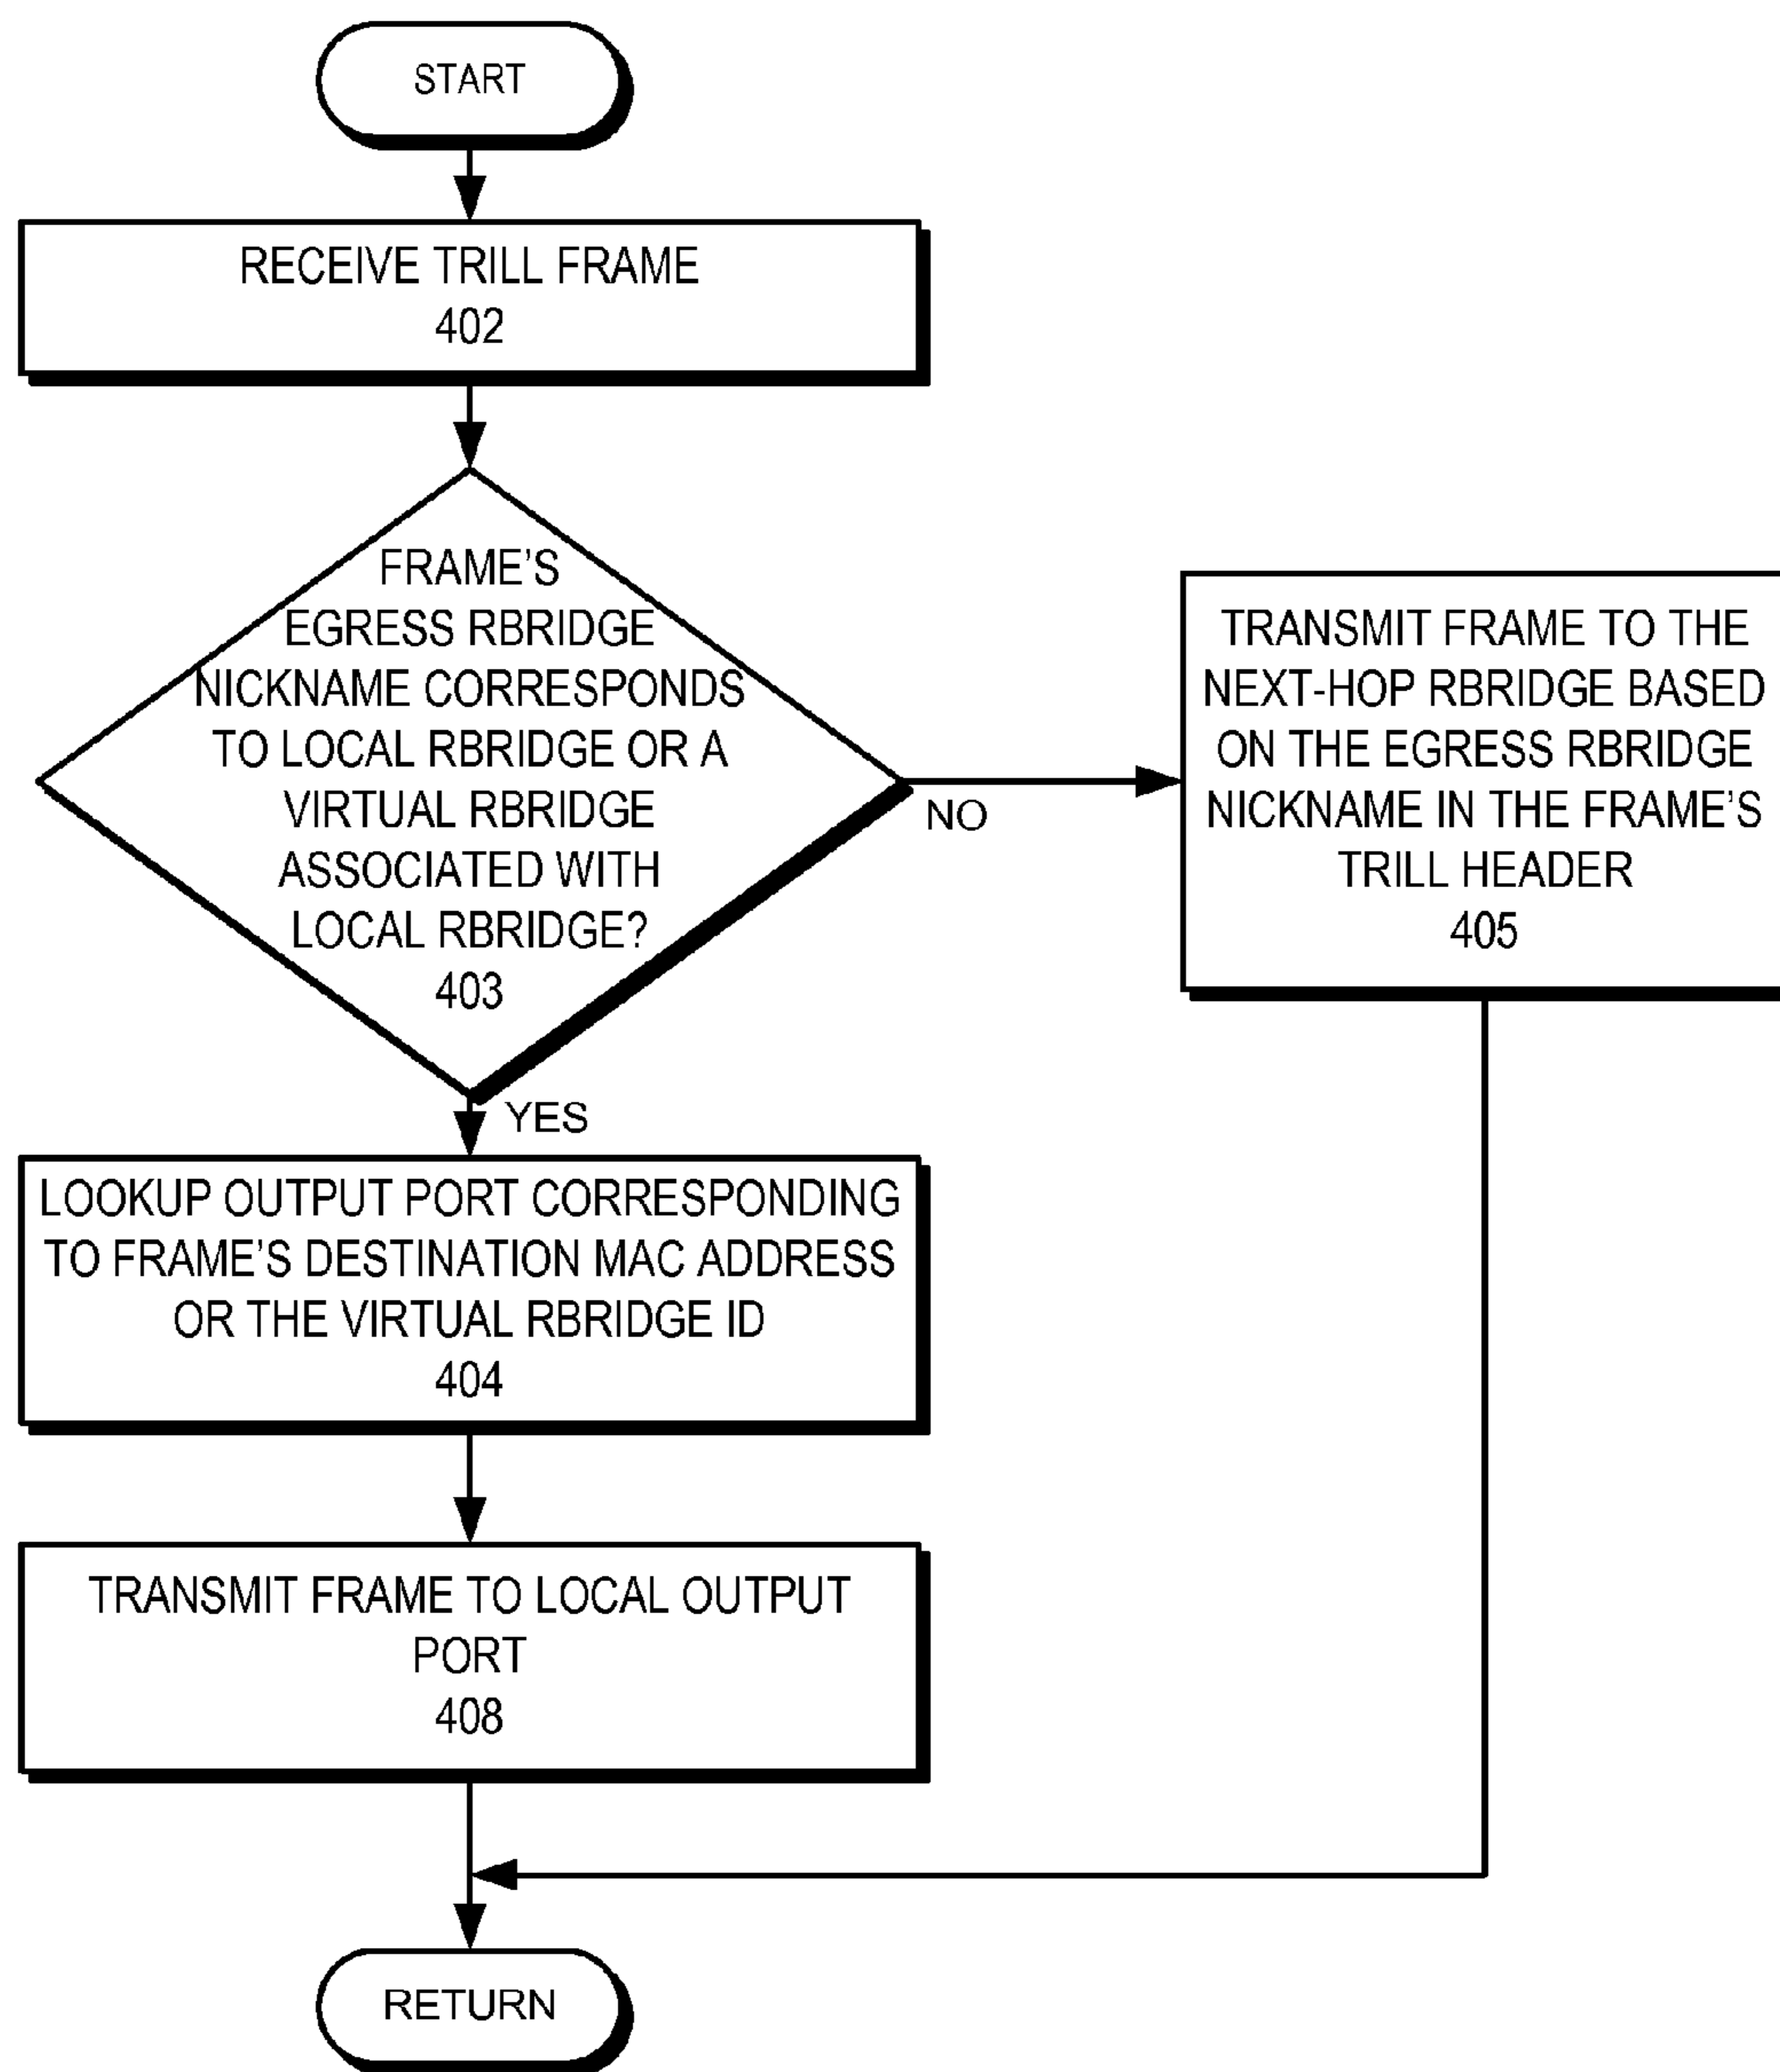 START
RECEIVE TRILL FRAME
402
FRAME'S
EGRESS RBRIDGE
NICKNAME CORRESPONDS
TO LOCAL RBRIDGE OR A
VIRTUAL RBRIDGE
ASSOCIATED WITH
LOCAL RBRIDGE?
403
NO
TRANSMIT FRAME TO THE
NEXT-HOP RBRIDGE BASED
ON THE EGRESS RBRIDGE
NICKNAME IN THE FRAME'S
TRILL HEADER
405
YES
LOOKUP OUTPUT PORT CORRESPONDING
TO FRAME'S DESTINATION MAC ADDRESS
OR THE VIRTUAL RBRIDGE ID
404
TRANSMIT FRAME TO LOCAL OUTPUT
PORT
408
RETURN